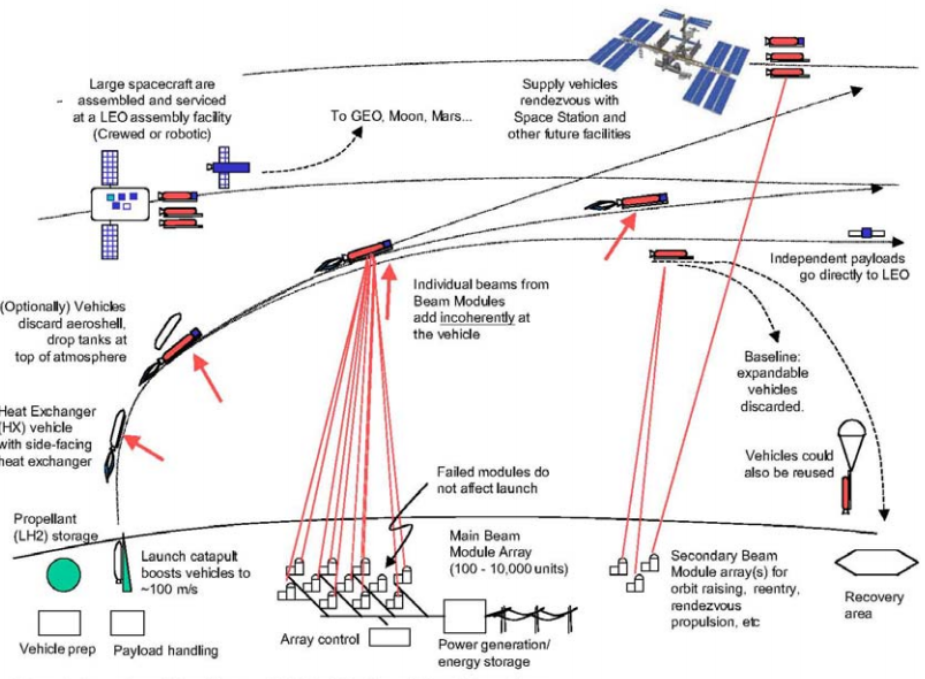 Large spacecraft are
assembled and serviced
at a LEO assembly facility
(Crewed or robotic)
To GEO, Moon, Mars...
Supply vehicles
rendezvous with
Space Station and
other future facilities
Independent payloads
go directly to LEO
Individual beams from
Beam Modules
add incoherently at
the vehicle
(Optionally) Vehicles
discard aeroshell,
drop tanks at
top of atmosphere
Baseline:
expandable
vehicles
discarded.
Heat Exchanger
(HX) vehicle
with side-facing
heat exchanger
Vehicles could
also be reused
Failed modules do
not affect launch
Propellant
(LH2) storage
Launch catapult
boosts vehicles to
~100 m/s
Main Beam
Module Array
(100 - 10,000 units)
Secondary Beam
Module array(s) for
orbit raising, reentry,
rendezvous
propulsion, etc
Recovery
area
Vehicle prep
Payload handling
Array control
Power generation/
energy storage